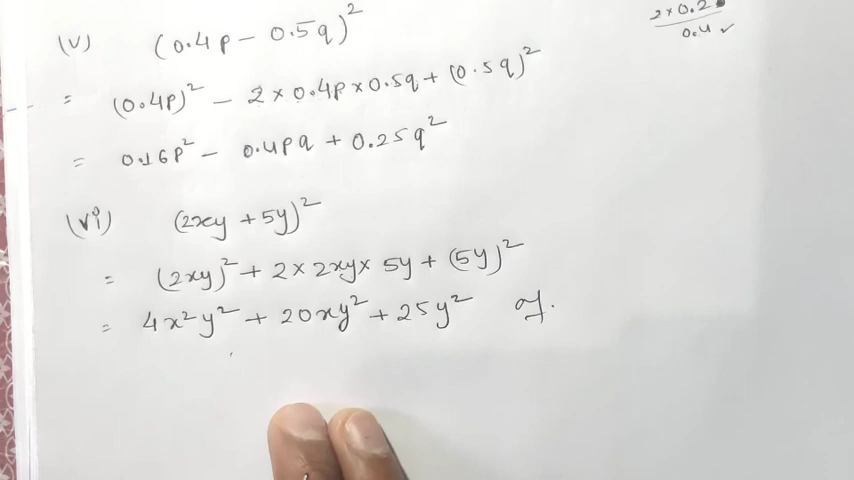 (v) (0.4p - 0.5q)²
2 × 0.2
0.4 ✓
= (0.4p)² - 2 × 0.4p × 0.5q + (0.5q)²
= 0.16p² - 0.4pq + 0.25q²
(vi) (2xy + 5y)²
= (2xy)² + 2 × 2xy × 5y + (5y)²
= 4x²y² + 20xy² + 25y²